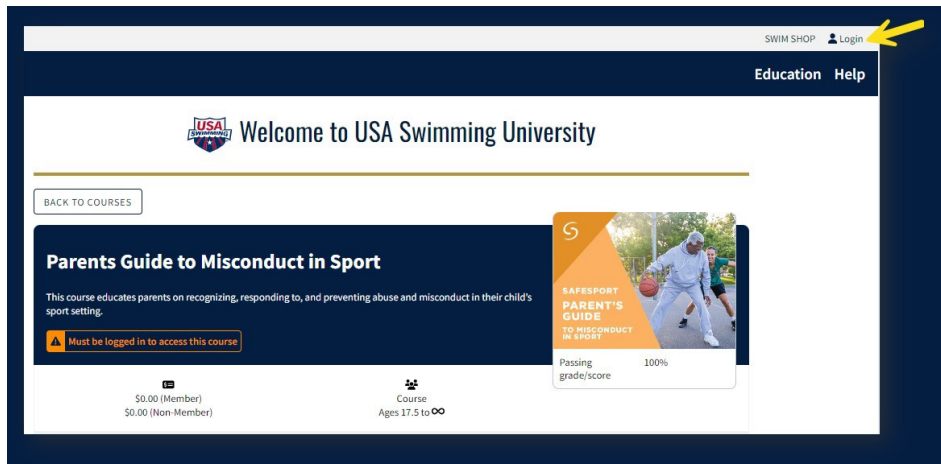 SWIM SHOP Login
Education Help
USA
SWIMMING
Welcome to USA Swimming University
BACK TO COURSES
Parents Guide to Misconduct in Sport
This course educates parents on recognizing, responding to, and preventing abuse and misconduct in their child's
sport setting.
Must be logged in to access this course
SAFESPORT
PARENT'S
GUIDE
TO MISCONDUCT
IN SPORT
Passing
grade/score
100%
$0.00 (Member)
$0.00 (Non-Member)
Course
Ages 17.5 to ∞